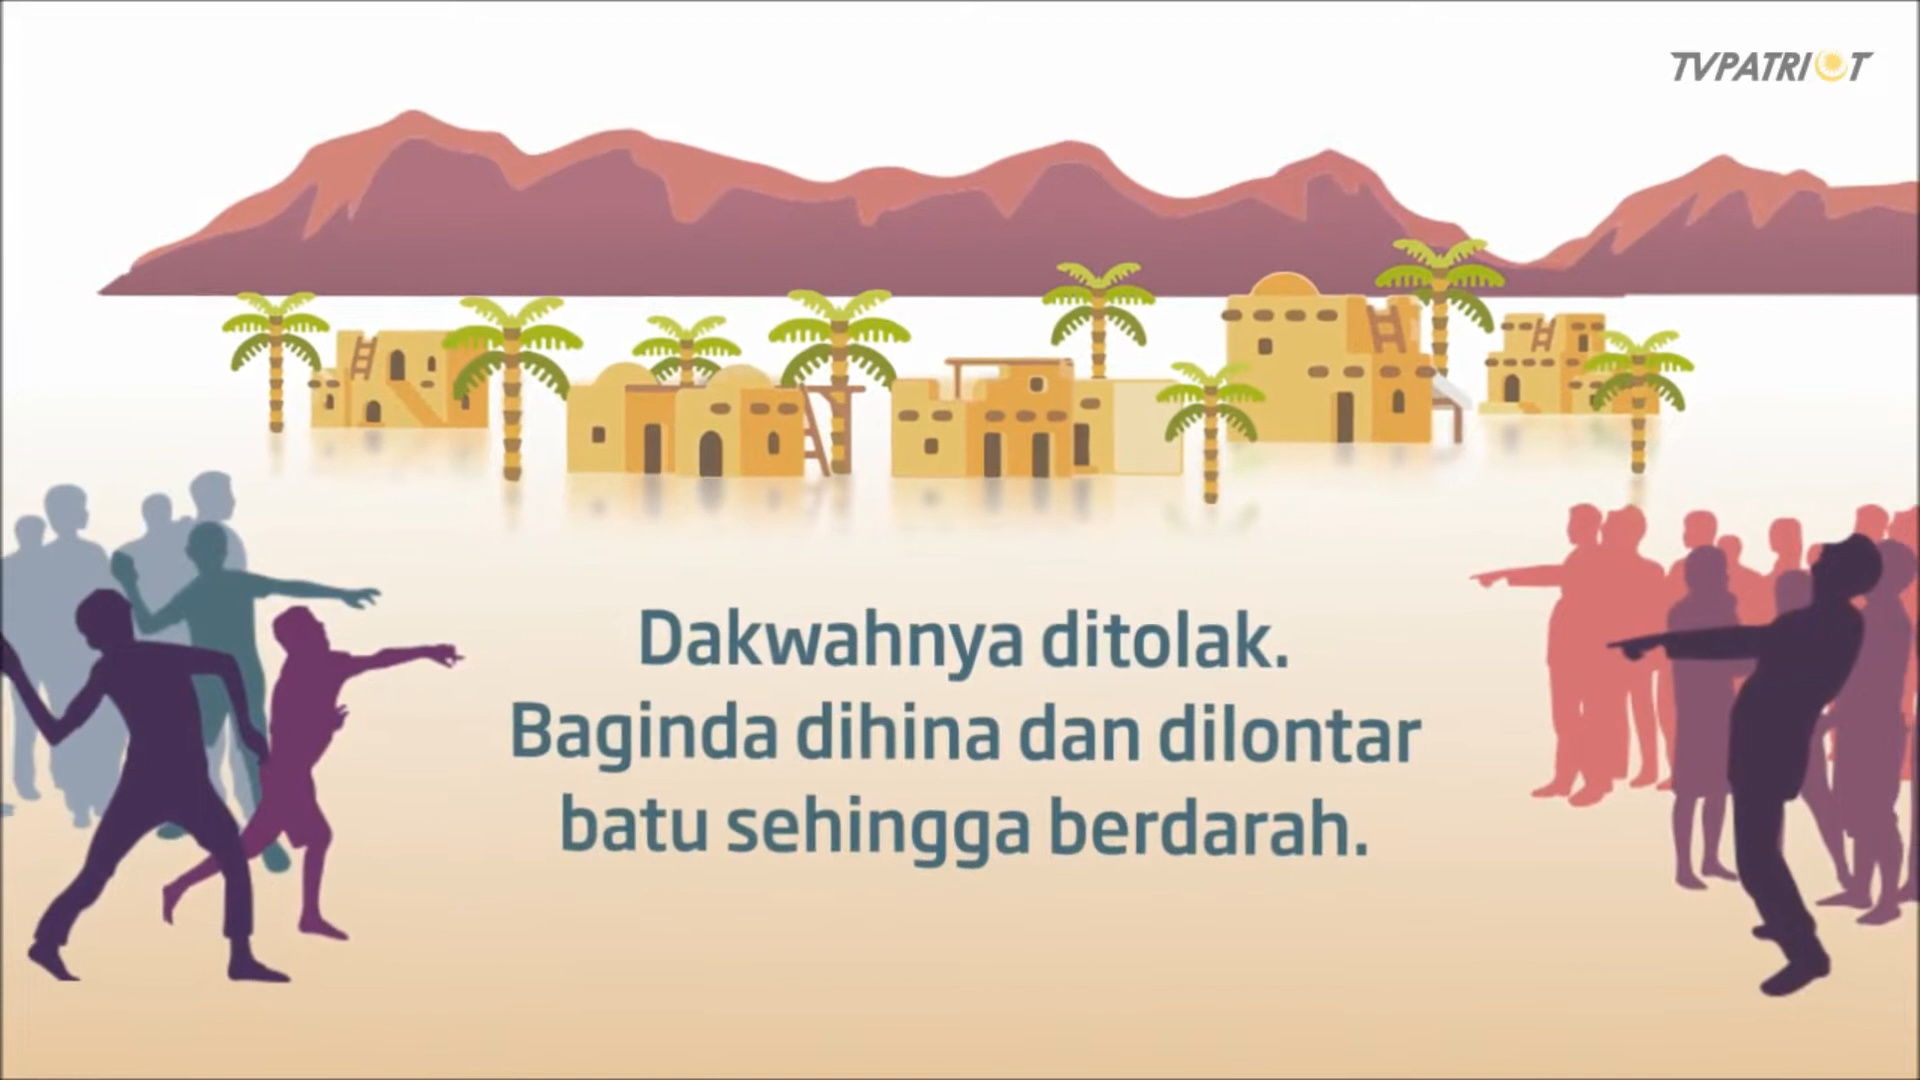 TVPATRIOT
Dakwahnya ditolak.
Baginda dihina dan dilontar
batu sehingga berdarah.